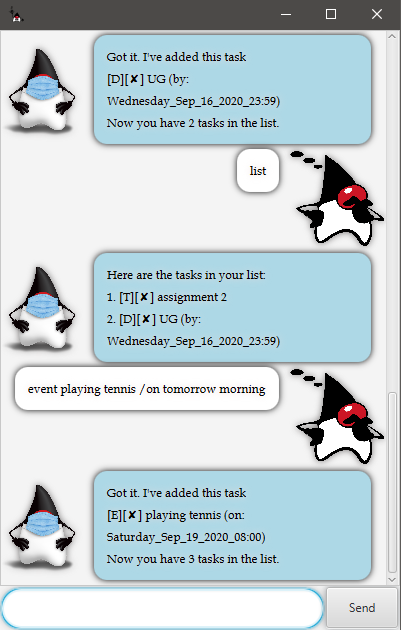 Got it. I've added this task
[D][✘] UG (by:
Wednesday_Sep_16_2020_23:59)
Now you have 2 tasks in the list.
list
Here are the tasks in your list:
1. [T][✘] assignment 2
2. [D][✘] UG (by:
Wednesday_Sep_16_2020_23:59)
event playing tennis /on tomorrow morning
Got it. I've added this task
[E][✘] playing tennis (on:
Saturday_Sep_19_2020_08:00)
Now you have 3 tasks in the list.
Send